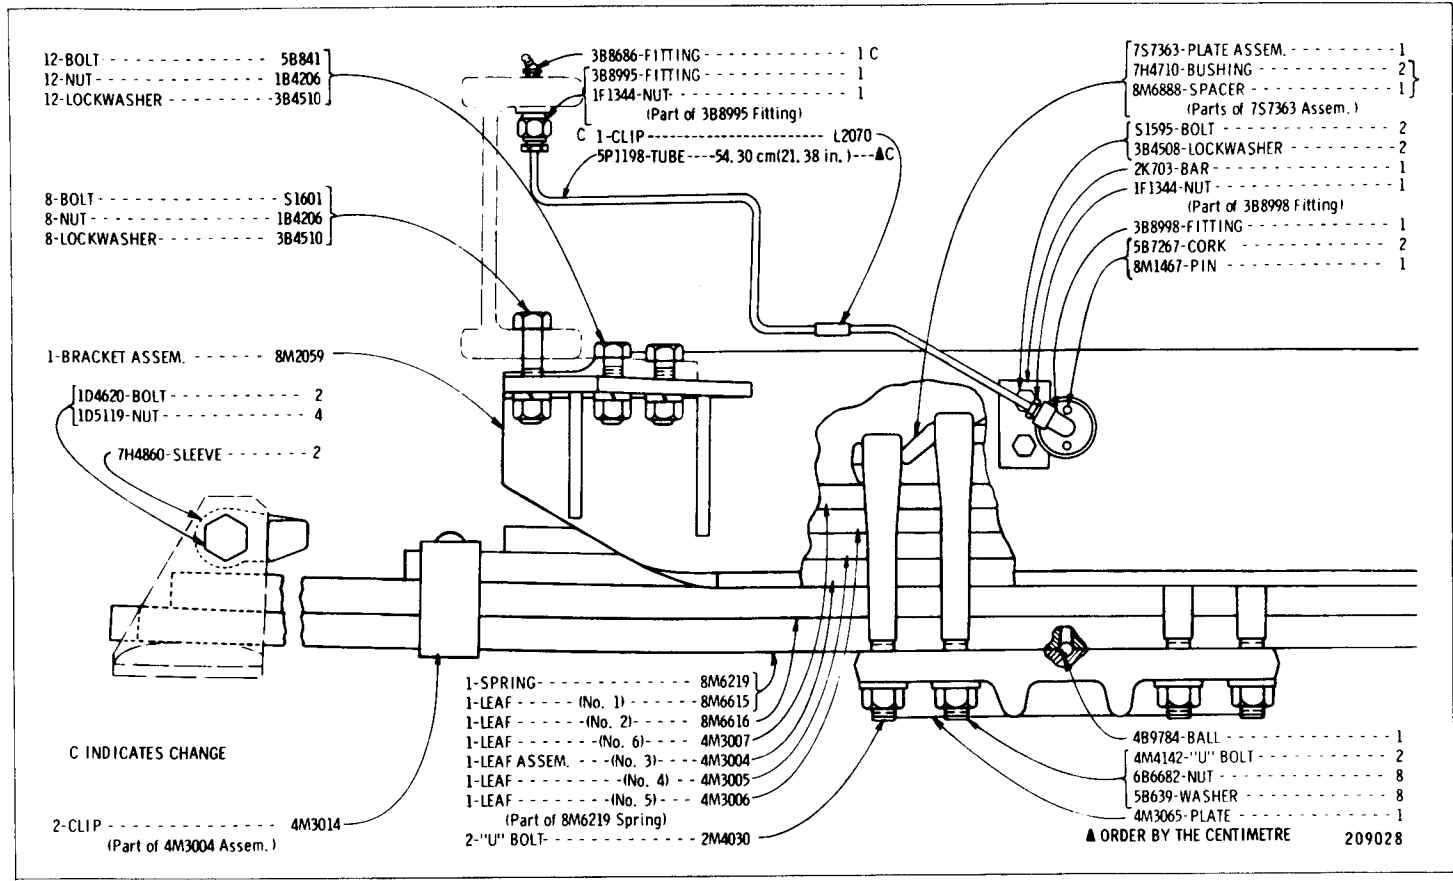 12-BOLT - - - - - - - - - - - - - 5B841
12-NUT - - - - - - - - - - - - - 1B4206
12-LOCKWASHER - - - - - - - 3B4510
8-BOLT - - - - - - - - - - - - - - S1601
8-NUT - - - - - - - - - - - - - - 1B4206
8-LOCKWASHER - - - - - - - - 3B4510
1-BRACKET ASSEM. - - - - - - 8M2059
1D4620-BOLT - - - - - - - - - - - 2
1D5119-NUT - - - - - - - - - - - - 4
7H4860-SLEEVE - - - - - - - 2
3B8686-FITTING - - - - - - - - - - - - 1 C
3B8995-FITTING - - - - - - - - - - - - 1
1F1344-NUT - - - - - - - - - - - - - - 1
(Part of 3B8995 Fitting)
C 1-CLIP - - - - - - - - - - - - - - - L2070
5P1198-TUBE - - - -54. 30 cm(21. 38 in. ) - - -▲C
7S7363-PLATE ASSEM. - - - - - - - - - - 1
7H4710-BUSHING - - - - - - - - - - - - - 2
8M6888-SPACER - - - - - - - - - - - - - 1
(Parts of 7S7363 Assem. )
S1595-BOLT - - - - - - - - - - - - - - - 2
3B4508-LOCKWASHER - - - - - - - - - - 2
2K703-BAR - - - - - - - - - - - - - - - - 1
1F1344-NUT - - - - - - - - - - - - - - - 1
(Part of 3B8998 Fitting)
3B8998-FITTING - - - - - - - - - - - - - 1
5B7267-CORK - - - - - - - - - - - - - - 2
8M1467-PIN - - - - - - - - - - - - - - - 1
1-SPRING - - - - - - - - - - - - - 8M6219
1-LEAF - - - - - -(No. 1) - - - - - 8M6615
1-LEAF - - - - - - -(No. 2) - - - - - 8M6616
1-LEAF - - - - - - - -(No. 6) - - - - 4M3007
1-LEAF ASSEM. - - -(No. 3) - - - - 4M3004
1-LEAF - - - - - - - - - -(No. 4) - - 4M3005
1-LEAF - - - - - - - - -(No. 5) - - - 4M3006
(Part of 8M6219 Spring)
2-"U" BOLT - - - - - - - - - - - - - 2M4030
C INDICATES CHANGE
2-CLIP - - - - - - - - - - - - - - - - 4M3014
(Part of 4M3004 Assem. )
4B9784-BALL - - - - - - - - - - - - - 1
4M4142-"U" BOLT - - - - - - - - - - - 2
6B6682-NUT - - - - - - - - - - - - - - 8
5B639-WASHER - - - - - - - - - - - - 8
4M3065-PLATE - - - - - - - - - - - - 1
▲ ORDER BY THE CENTIMETRE
209028